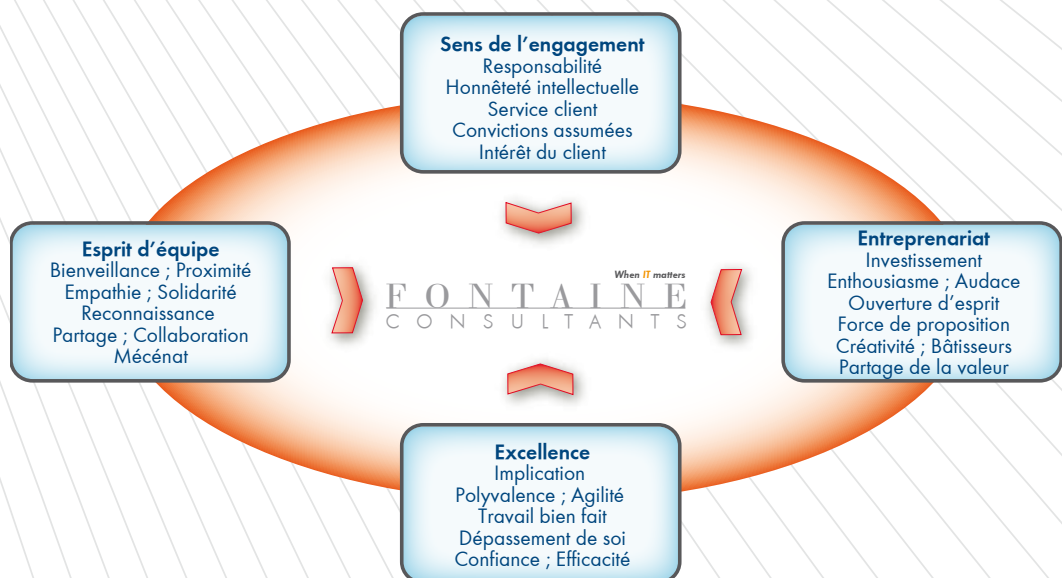 Sens de l'engagement
Responsabilité
Honnêteté intellectuelle
Service client
Convictions assumées
Intérêt du client
Esprit d'équipe
Bienveillance ; Proximité
Empathie ; Solidarité
Reconnaissance
Partage ; Collaboration
Mécénat
When IT matters
FONTAINE
CONSULTANTS
Entreprenariat
Investissement
Enthousiasme ; Audace
Ouverture d'esprit
Force de proposition
Créativité ; Bâtisseurs
Partage de la valeur
Excellence
Implication
Polyvalence ; Agilité
Travail bien fait
Dépassement de soi
Confiance ; Efficacité